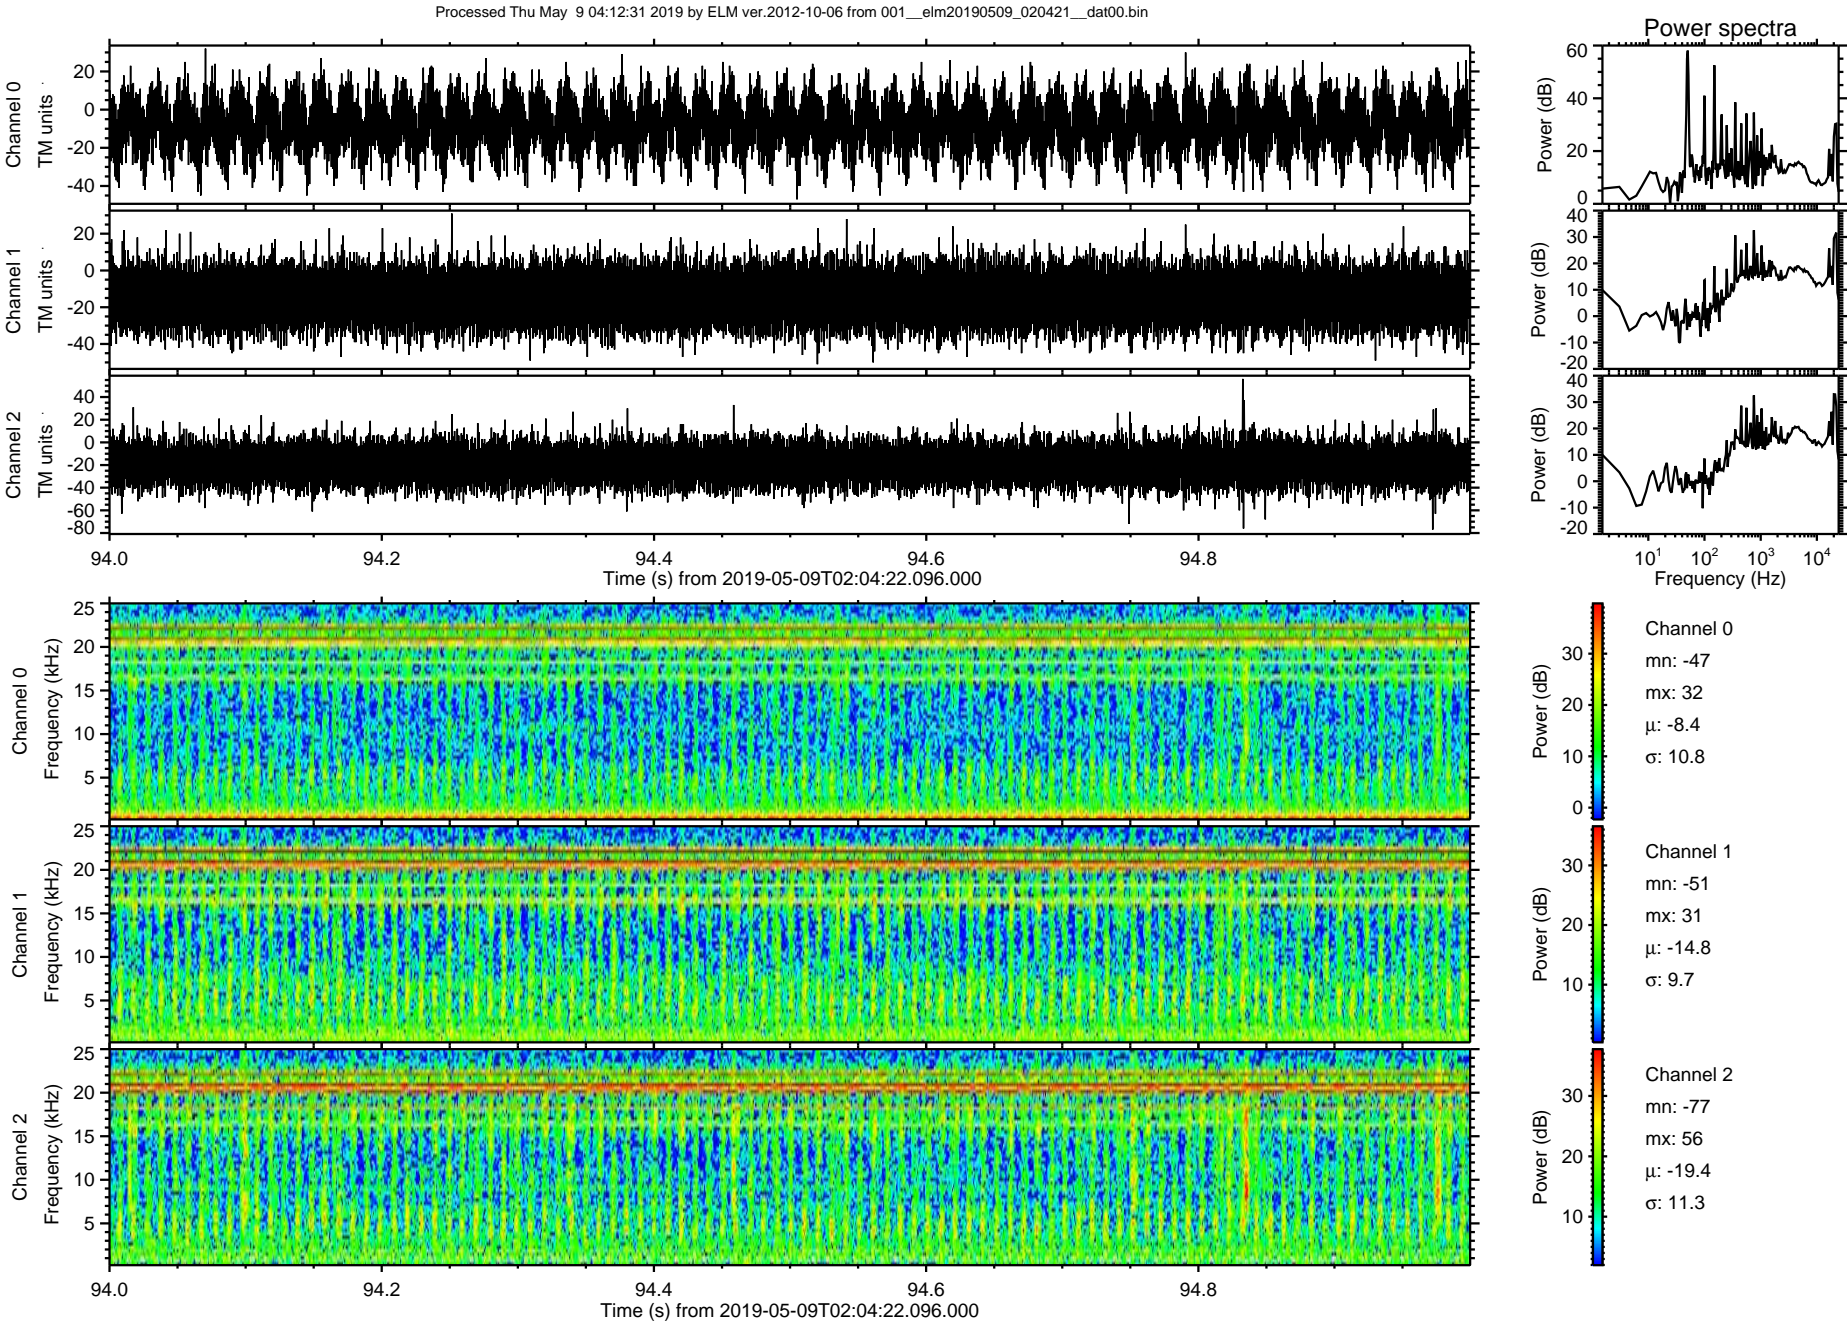 Processed Thu May  9 04:12:31 2019 by ELM ver.2012-10-06 from 001__elm20190509_020421__dat00.bin
Power spectra
Channel 0
TM units
20
0
-20
-40
Power (dB)
60
40
20
0
Channel 1
TM units
20
0
-20
-40
Power (dB)
40
30
20
10
0
-10
-20
Channel 2
TM units
40
20
0
-20
-40
-60
-80
Power (dB)
40
30
20
10
0
-10
-20
94.0 94.2 94.4 94.6 94.8
Time (s) from 2019-05-09T02:04:22.096.000
10^1 10^2 10^3 10^4
Frequency (Hz)
Channel 0
Frequency (kHz)
25
20
15
10
5
Power (dB)
30
20
10
0
Channel 0
mn: -47
mx: 32
μ: -8.4
σ: 10.8
Channel 1
Frequency (kHz)
25
20
15
10
5
Power (dB)
30
20
10
Channel 1
mn: -51
mx: 31
μ: -14.8
σ: 9.7
Channel 2
Frequency (kHz)
25
20
15
10
5
Power (dB)
30
20
10
Channel 2
mn: -77
mx: 56
μ: -19.4
σ: 11.3
94.0 94.2 94.4 94.6 94.8
Time (s) from 2019-05-09T02:04:22.096.000